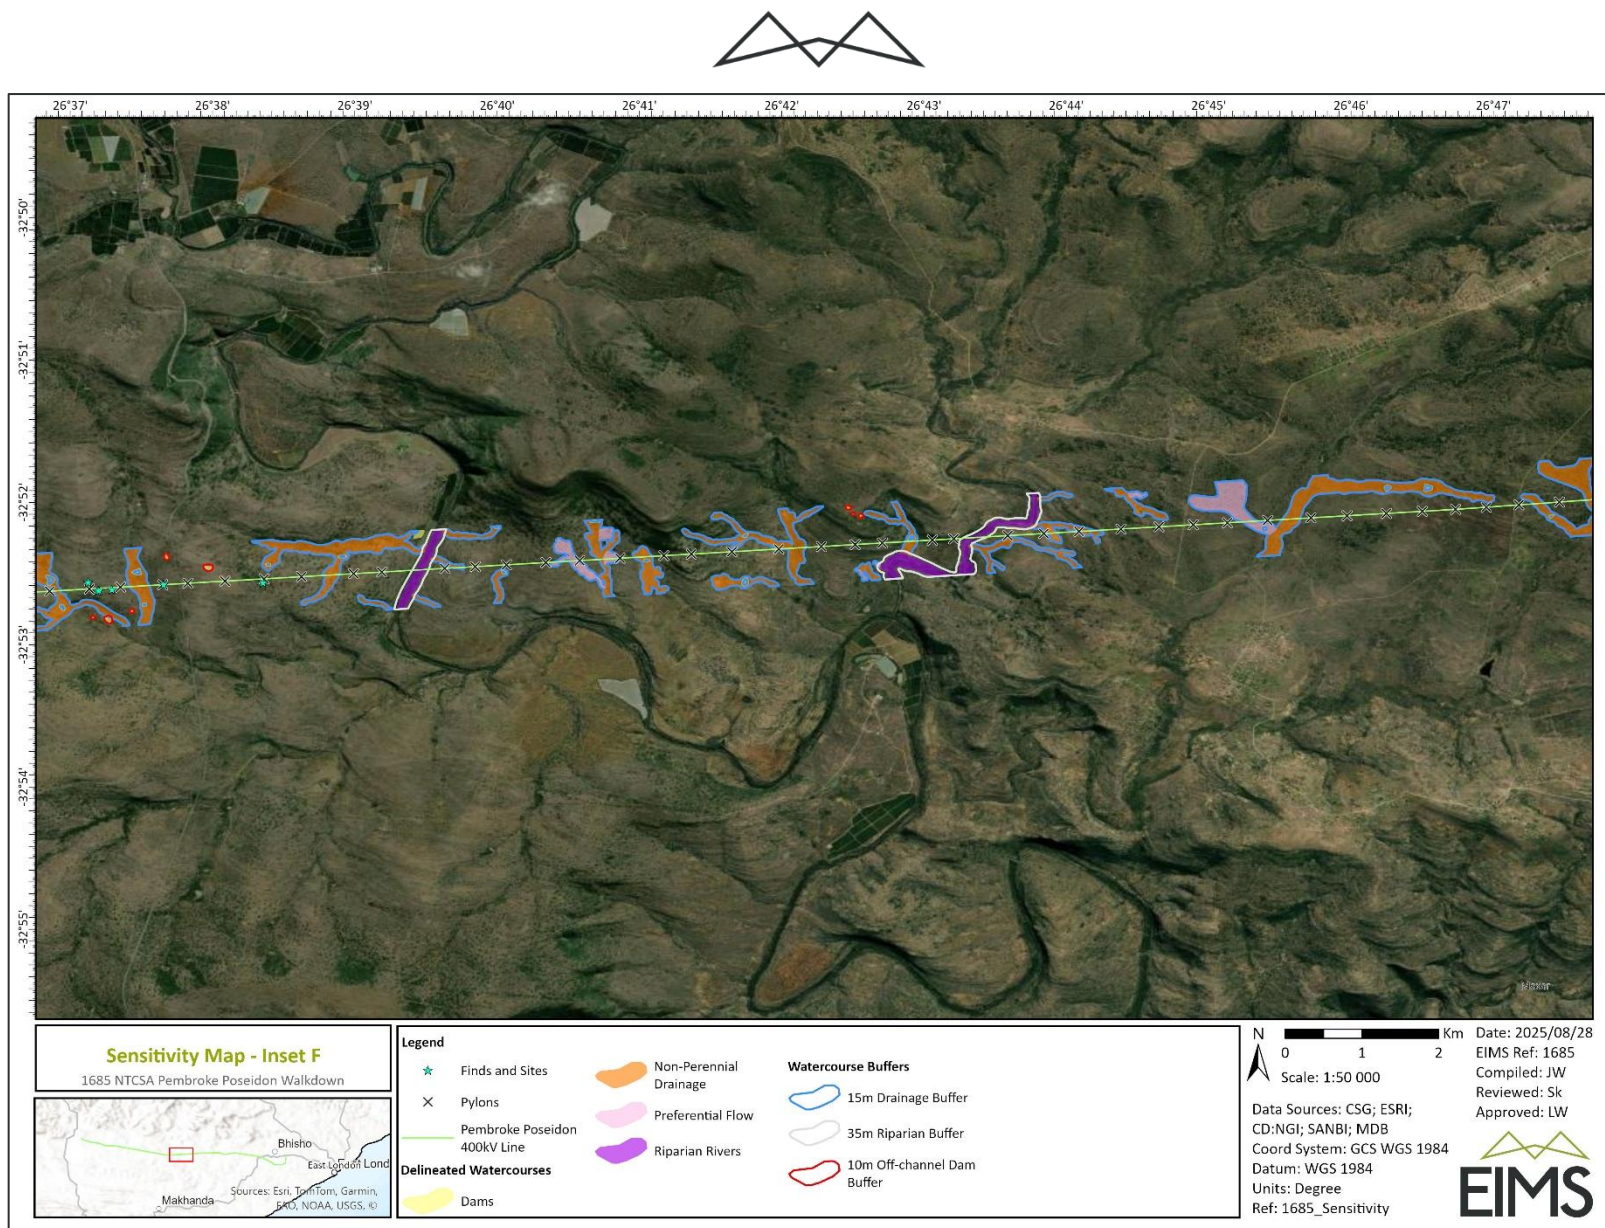 26°37'
26°38'
26°39'
26°40'
26°41'
26°42'
26°43'
26°44'
26°45'
26°46'
26°47'
-32°50'
-32°51'
-32°52'
-32°53'
-32°54'
-32°55'
Maxar
Sensitivity Map - Inset F
1685 NTCSA Pembroke Poseidon Walkdown
Bhisho
East London Lond
Makhanda
Sources: Esri, TomTom, Garmin,
FAO, NOAA, USGS, ©
Legend
Finds and Sites
Pylons
Pembroke Poseidon
400kV Line
Delineated Watercourses
Dams
Non-Perennial
Drainage
Preferential Flow
Riparian Rivers
Watercourse Buffers
15m Drainage Buffer
35m Riparian Buffer
10m Off-channel Dam
Buffer
N
Km
0 1 2
Scale: 1:50 000
Data Sources: CSG; ESRI;
CD:NGI; SANBI; MDB
Coord System: GCS WGS 1984
Datum: WGS 1984
Units: Degree
Ref: 1685_Sensitivity
Date: 2025/08/28
EIMS Ref: 1685
Compiled: JW
Reviewed: Sk
Approved: LW
EIMS